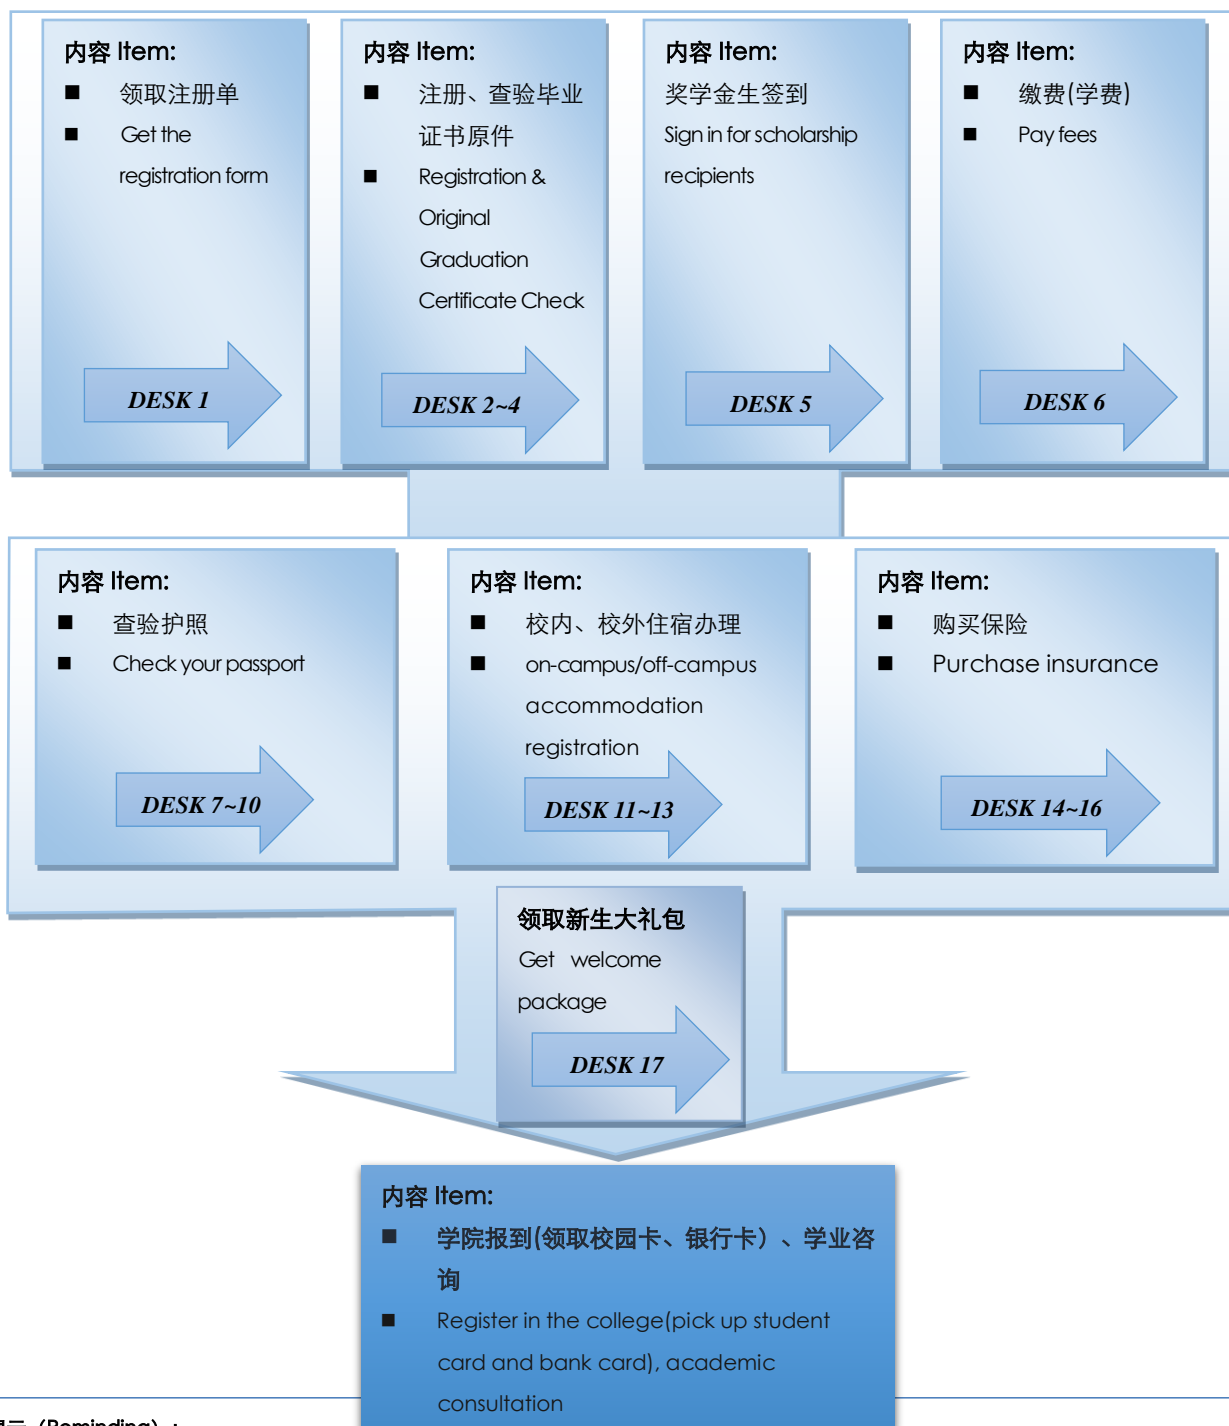 内容 Item:
■ 领取注册单
■ Get the
registration form
DESK 1
内容 Item:
■ 注册、查验毕业
证书原件
■ Registration &
Original
Graduation
Certificate Check
DESK 2~4
内容 Item:
奖学金生签到
Sign in for scholarship
recipients
DESK 5
内容 Item:
■ 缴费(学费)
■ Pay fees
DESK 6
内容 Item:
■ 查验护照
■ Check your passport
DESK 7~10
内容 Item:
■ 校内、校外住宿办理
■ on-campus/off-campus
accommodation
registration
DESK 11~13
内容 Item:
■ 购买保险
■ Purchase insurance
DESK 14~16
领取新生大礼包
Get welcome
package
DESK 17
内容 Item:
■ 学院报到(领取校园卡、银行卡）、学业咨
询
■ Register in the college(pick up student
card and bank card), academic
consultation
（Reminding）: